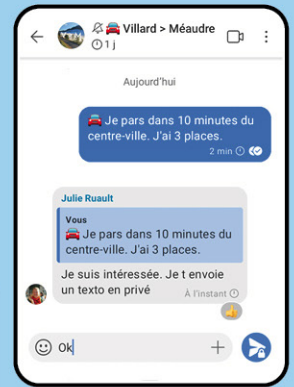 Villard > Méaudre
1 j
Aujourd'hui
Je pars dans 10 minutes du
centre-ville. J'ai 3 places.
2 min
Julie Ruault
Vous
Je pars dans 10 minutes du
centre-ville. J'ai 3 places.
Je suis intéressée. Je t envoie
un texto en privé
À l'instant
Ok